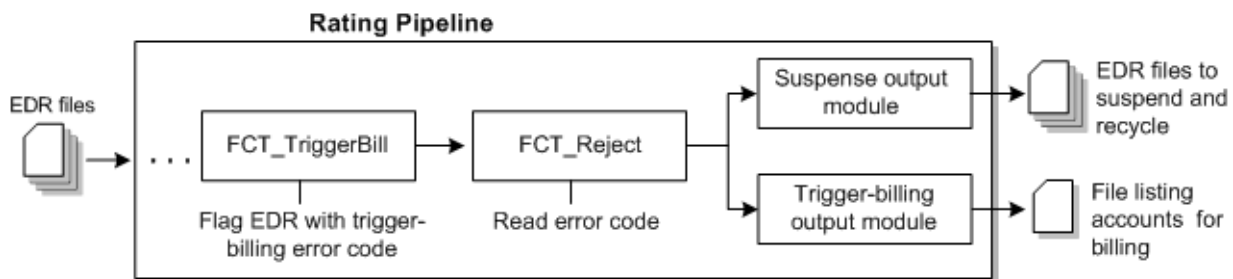 Rating Pipeline
EDR files
. . .
FCT_TriggerBill
Flag EDR with trigger-
billing error code
FCT_Reject
Read error code
Suspense output
module
EDR files to
suspend and
recycle
Trigger-billing
output module
File listing
accounts for
billing